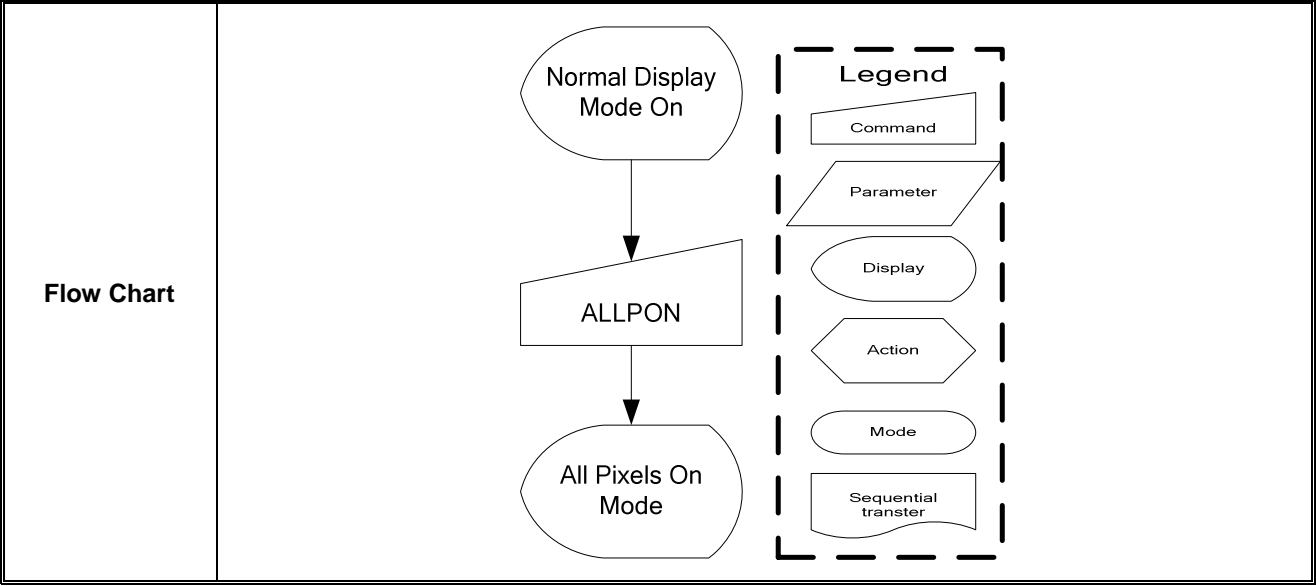 Flow Chart
Normal Display
Mode On
ALLPON
All Pixels On
Mode
Legend
Command
Parameter
Display
Action
Mode
Sequential
transter